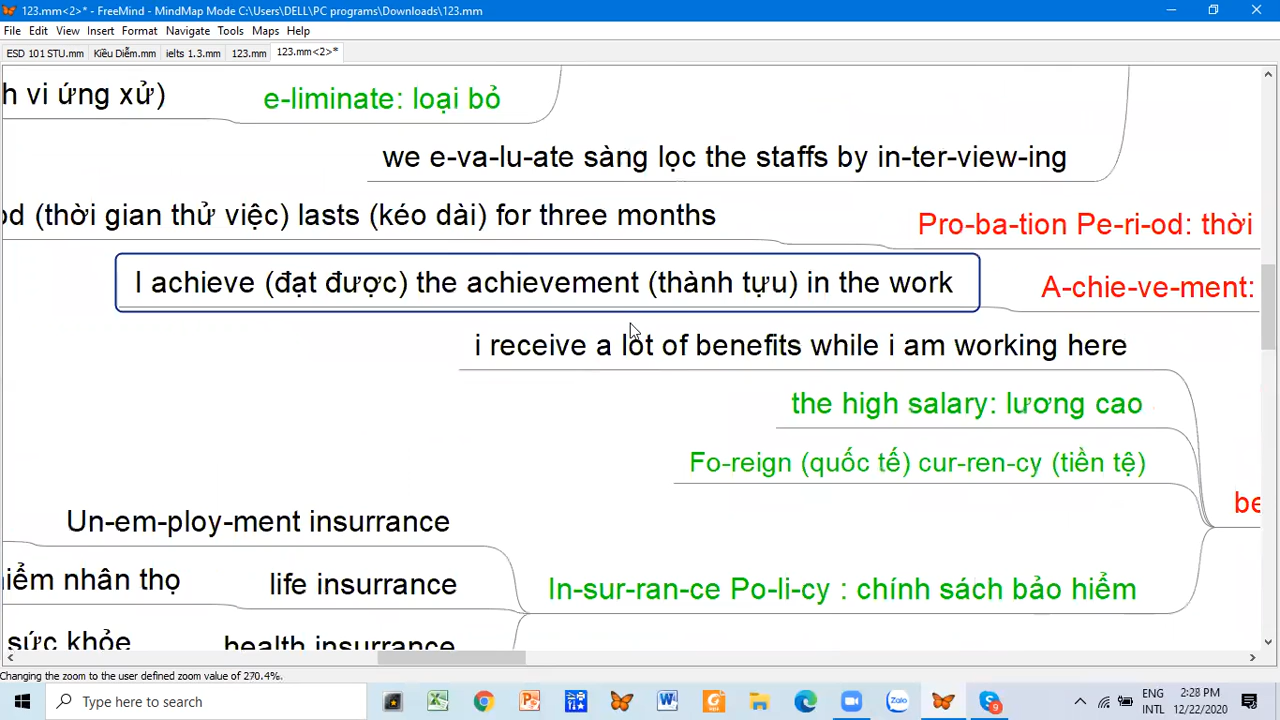 123.mm<2>* - FreeMind - MindMap Mode C:\Users\DELL\PC programs\Downloads\123.mm
File Edit View Insert Format Navigate Tools Maps Help
ESD 101 STU.mm Kiều Diễm.mm ielts 1.3.mm 123.mm 123.mm<2>*
h vi ứng xử) e-liminate: loại bỏ
we e-va-lu-ate sàng lọc the staffs by in-ter-view-ing
od (thời gian thử việc) lasts (kéo dài) for three months Pro-ba-tion Pe-ri-od: thời
I achieve (đạt được) the achievement (thành tựu) in the work A-chie-ve-ment:
i receive a lot of benefits while i am working here
the high salary: lương cao
Fo-reign (quốc tế) cur-ren-cy (tiền tệ)
be
Un-em-ploy-ment insurrance
iểm nhân thọ life insurrance In-sur-ran-ce Po-li-cy : chính sách bảo hiểm
sức khỏe health insurrance
Changing the zoom to the user defined zoom value of 270.4%.
Type here to search
ENG 2:28 PM
INTL 12/22/2020
Zalo
9